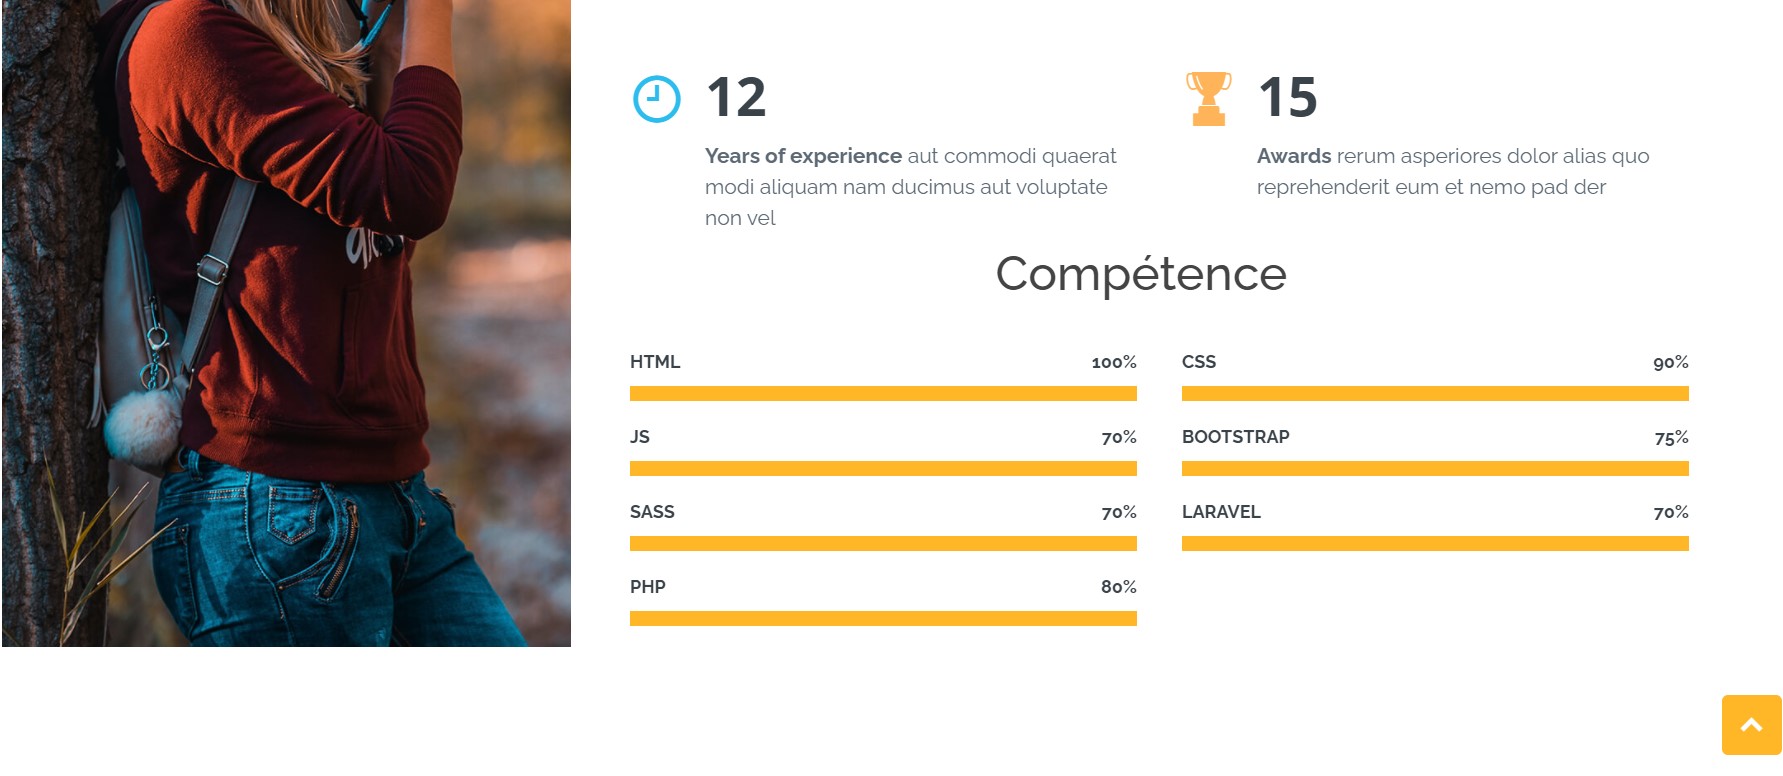 12
Years of experience aut commodi quaerat
modi aliquam nam ducimus aut voluptate
non vel
15
Awards rerum asperiores dolor alias quo
reprehenderit eum et nemo pad der
Compétence
HTML 100%
CSS 90%
JS 70%
BOOTSTRAP 75%
SASS 70%
LARAVEL 70%
PHP 80%